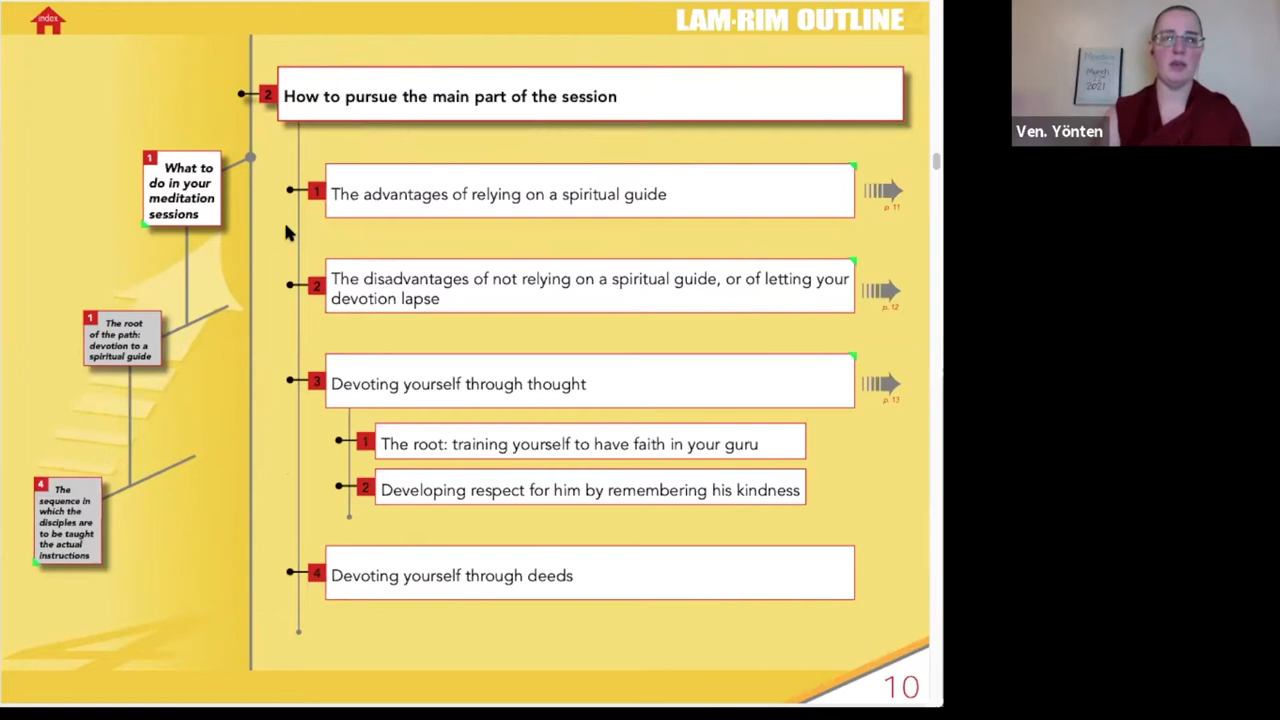 index
LAM·RIM OUTLINE
2 How to pursue the main part of the session
1 The advantages of relying on a spiritual guide
p. 11
2 The disadvantages of not relying on a spiritual guide, or of letting your
devotion lapse
p. 12
3 Devoting yourself through thought
p. 13
1 The root: training yourself to have faith in your guru
2 Developing respect for him by remembering his kindness
4 Devoting yourself through deeds
1 What to
do in your
meditation
sessions
1 The root
of the path:
devotion to a
spiritual guide
4 The
sequence in
which the
disciples are
to be taught
the actual
instructions
10
March
2021
Ven. Yönten